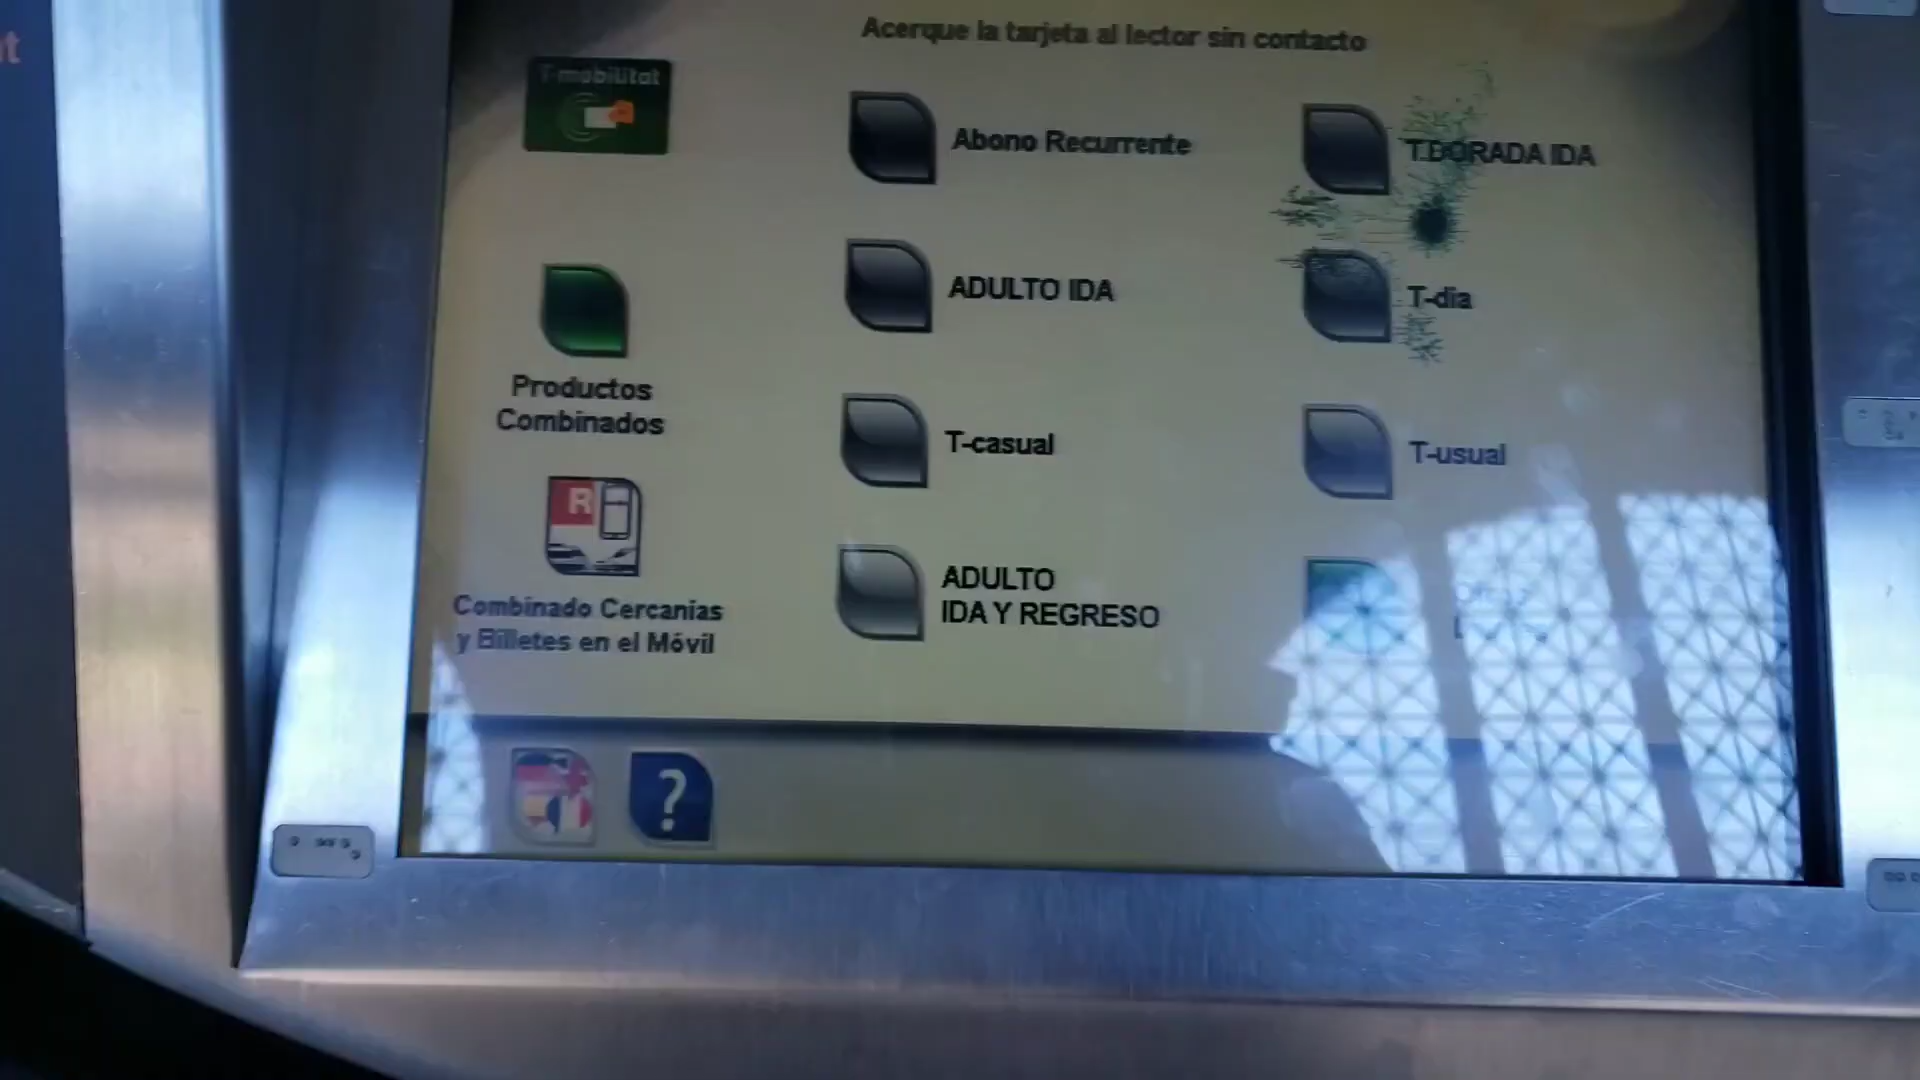 Acerque la tarjeta al lector sin contacto
T-mobilitat
Abono Recurrente
T.DORADA IDA
ADULTO IDA
T-dia
Productos
Combinados
T-casual
T-usual
R
ADULTO
IDA Y REGRESO
Combinado Cercanías
y Billetes en el Móvil
?